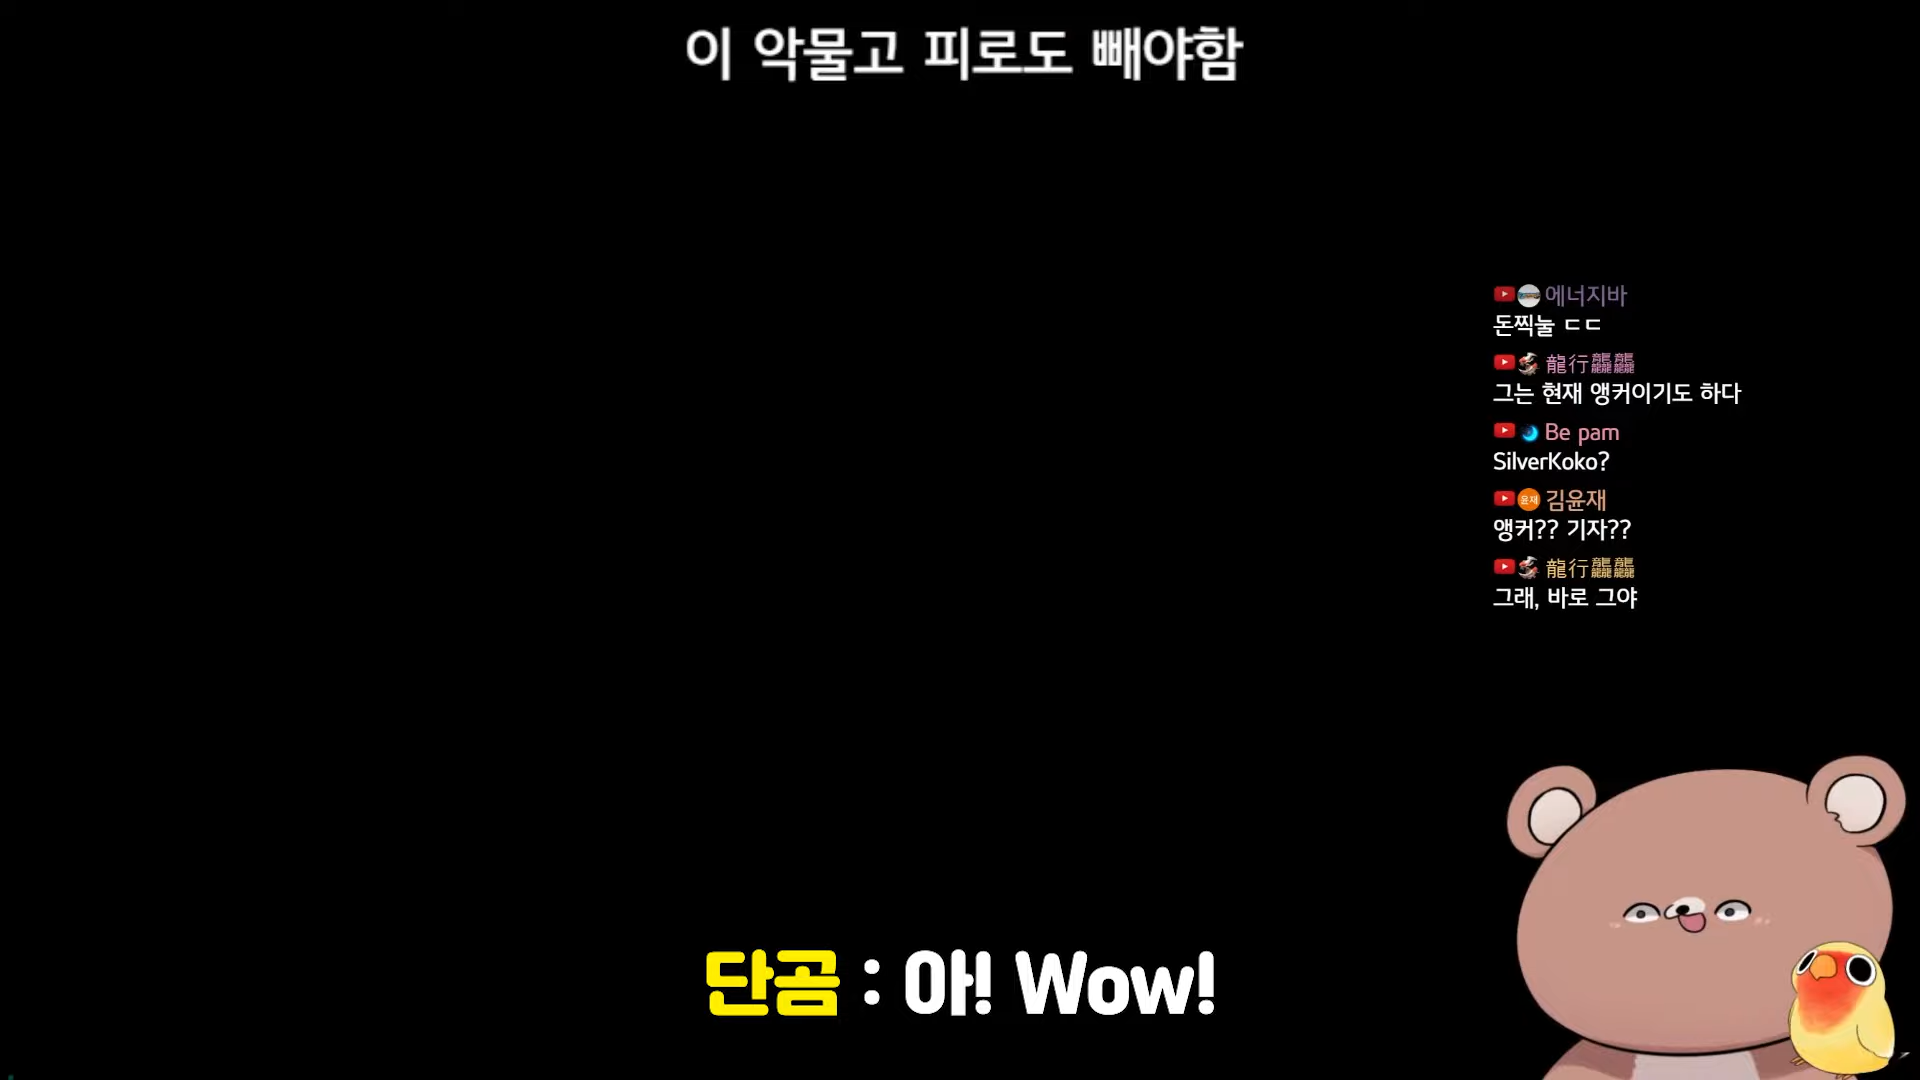 이 악물고 피로도 빼야함
에너지바
돈찍눌 ㄷㄷ
龍行龘龘
그는 현재 앵커이기도 하다
Be pam
SilverKoko?
윤재 김윤재
앵커?? 기자??
龍行龘龘
그래, 바로 그야
단곰 : 아! Wow!